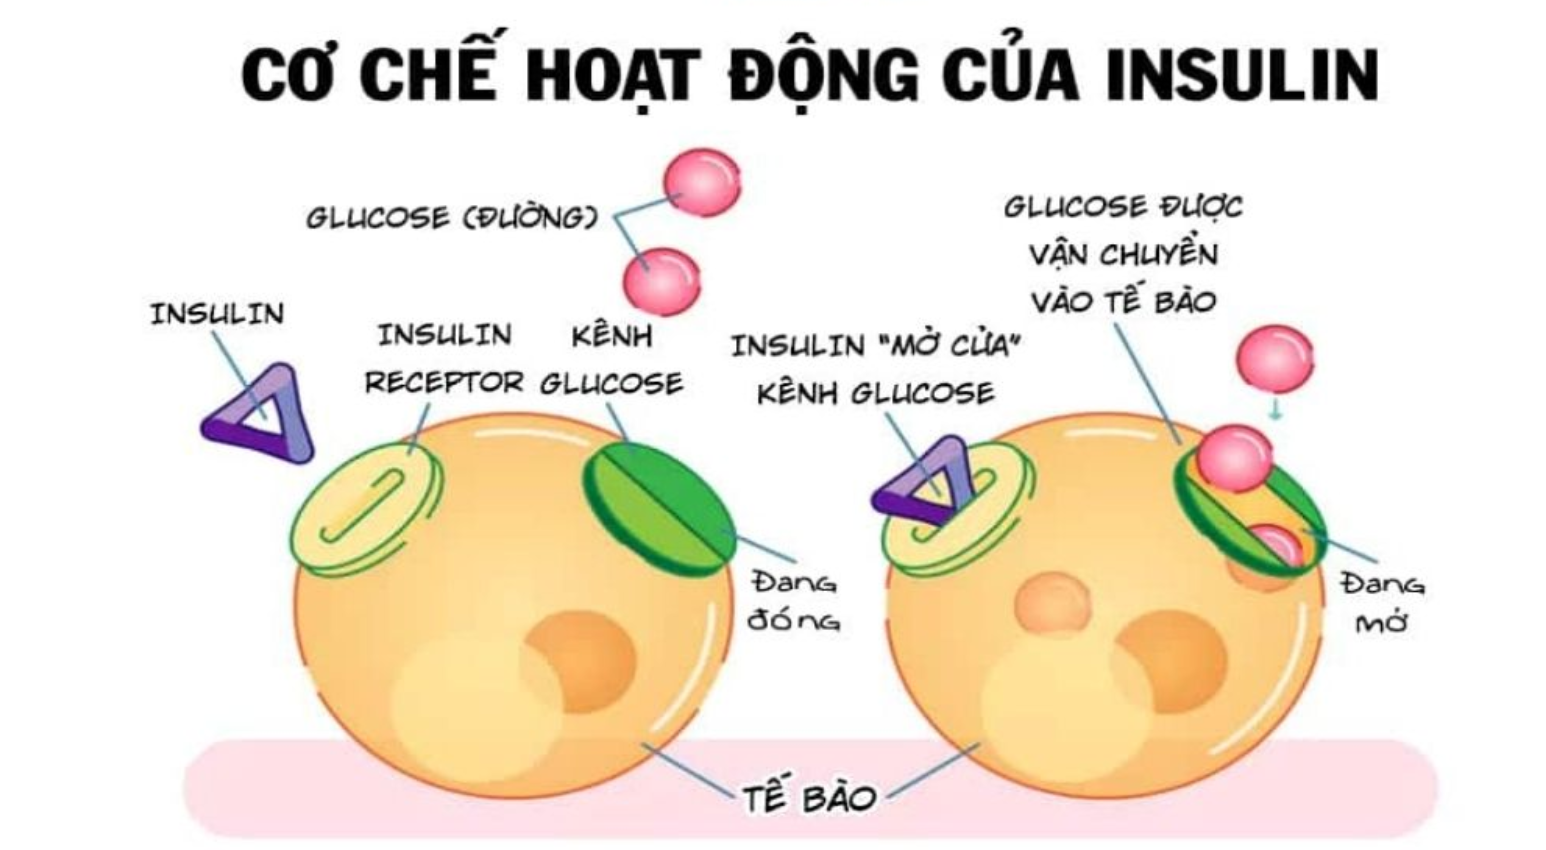 CƠ CHẾ HOẠT ĐỘNG CỦA INSULIN
GLUCOSE (ĐƯỜNG)
INSULIN
INSULIN
RECEPTOR
KÊNH
GLUCOSE
Đang
đóng
INSULIN "MỞ CỬA"
KÊNH GLUCOSE
GLUCOSE ĐƯỢC
VẬN CHUYỂN
VÀO TẾ BÀO
Đang
mở
TẾ BÀO